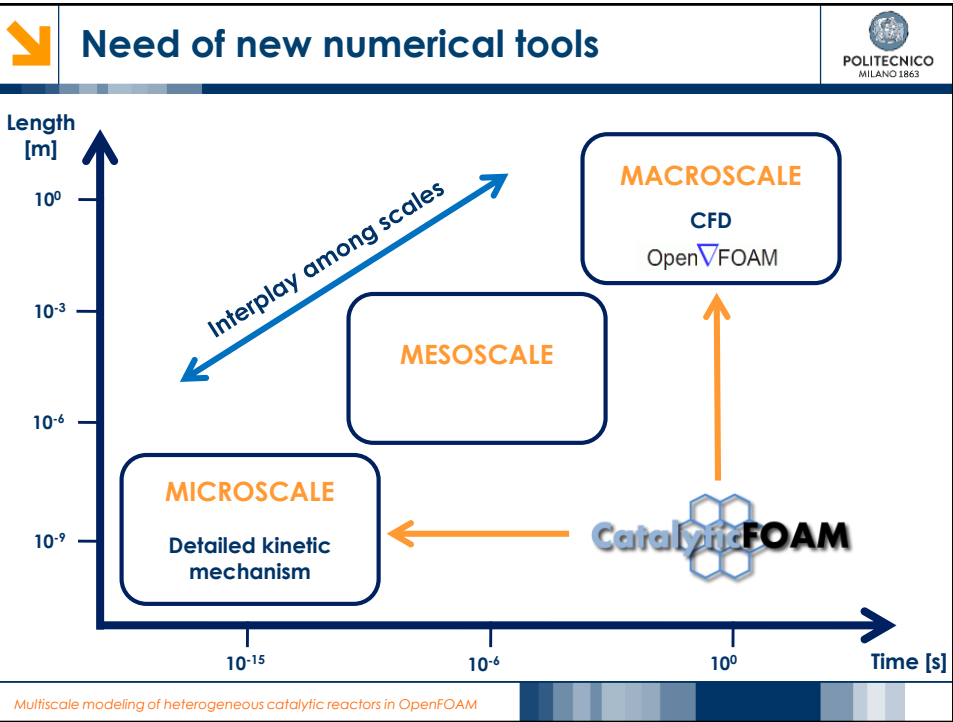 Need of new numerical tools
POLITECNICO
MILANO 1863
Length
[m]
10⁰
10⁻³
10⁻⁶
10⁻⁹
Interplay among scales
MACROSCALE
CFD
Open∇FOAM
MESOSCALE
MICROSCALE
Detailed kinetic
mechanism
CatalyticFOAM
10⁻¹⁵
10⁻⁶
10⁰
Time [s]
Multiscale modeling of heterogeneous catalytic reactors in OpenFOAM